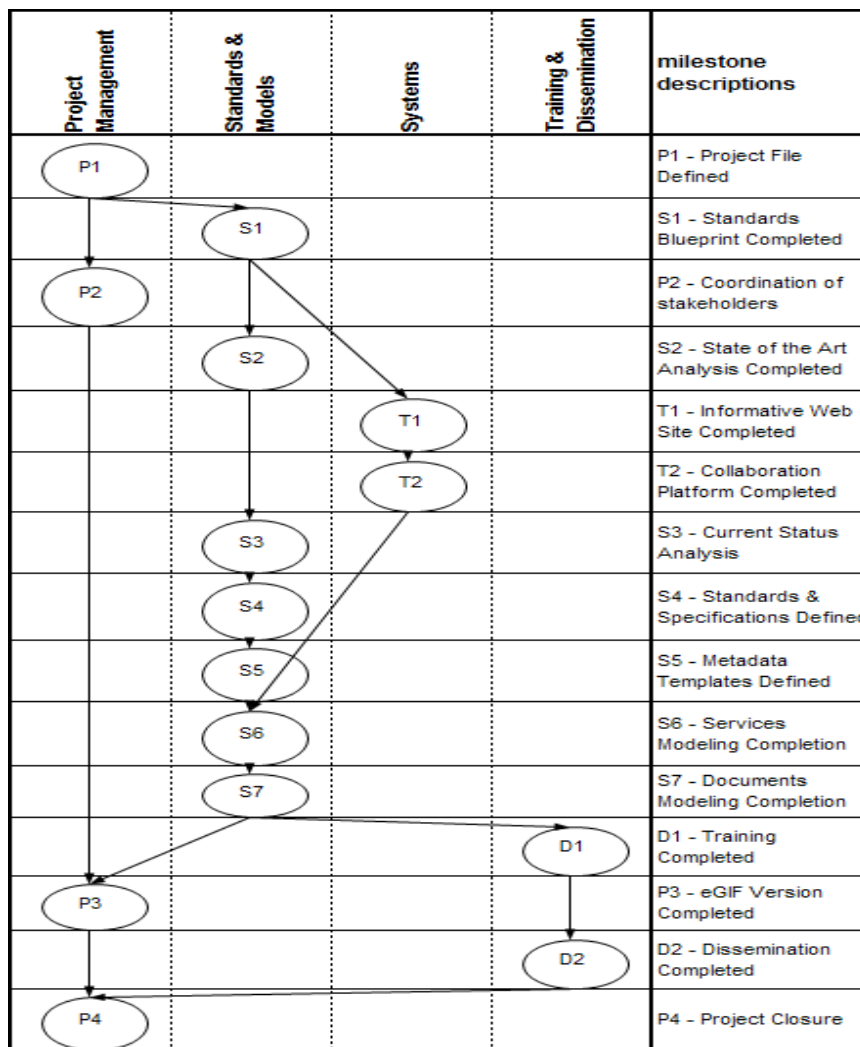 Project
Management
Standards &
Models
Systems
Training &
Dissemination
milestone
descriptions
P1
P1 - Project File
Defined
S1
S1 - Standards
Blueprint Completed
P2
P2 - Coordination of
stakeholders
S2
S2 - State of the Art
Analysis Completed
T1
T1 - Informative Web
Site Completed
T2
T2 - Collaboration
Platform Completed
S3
S3 - Current Status
Analysis
S4
S4 - Standards &
Specifications Defined
S5
S5 - Metadata
Templates Defined
S6
S6 - Services
Modeling Completion
S7
S7 - Documents
Modeling Completion
D1
D1 - Training
Completed
P3
P3 - eGIF Version
Completed
D2
D2 - Dissemination
Completed
P4
P4 - Project Closure